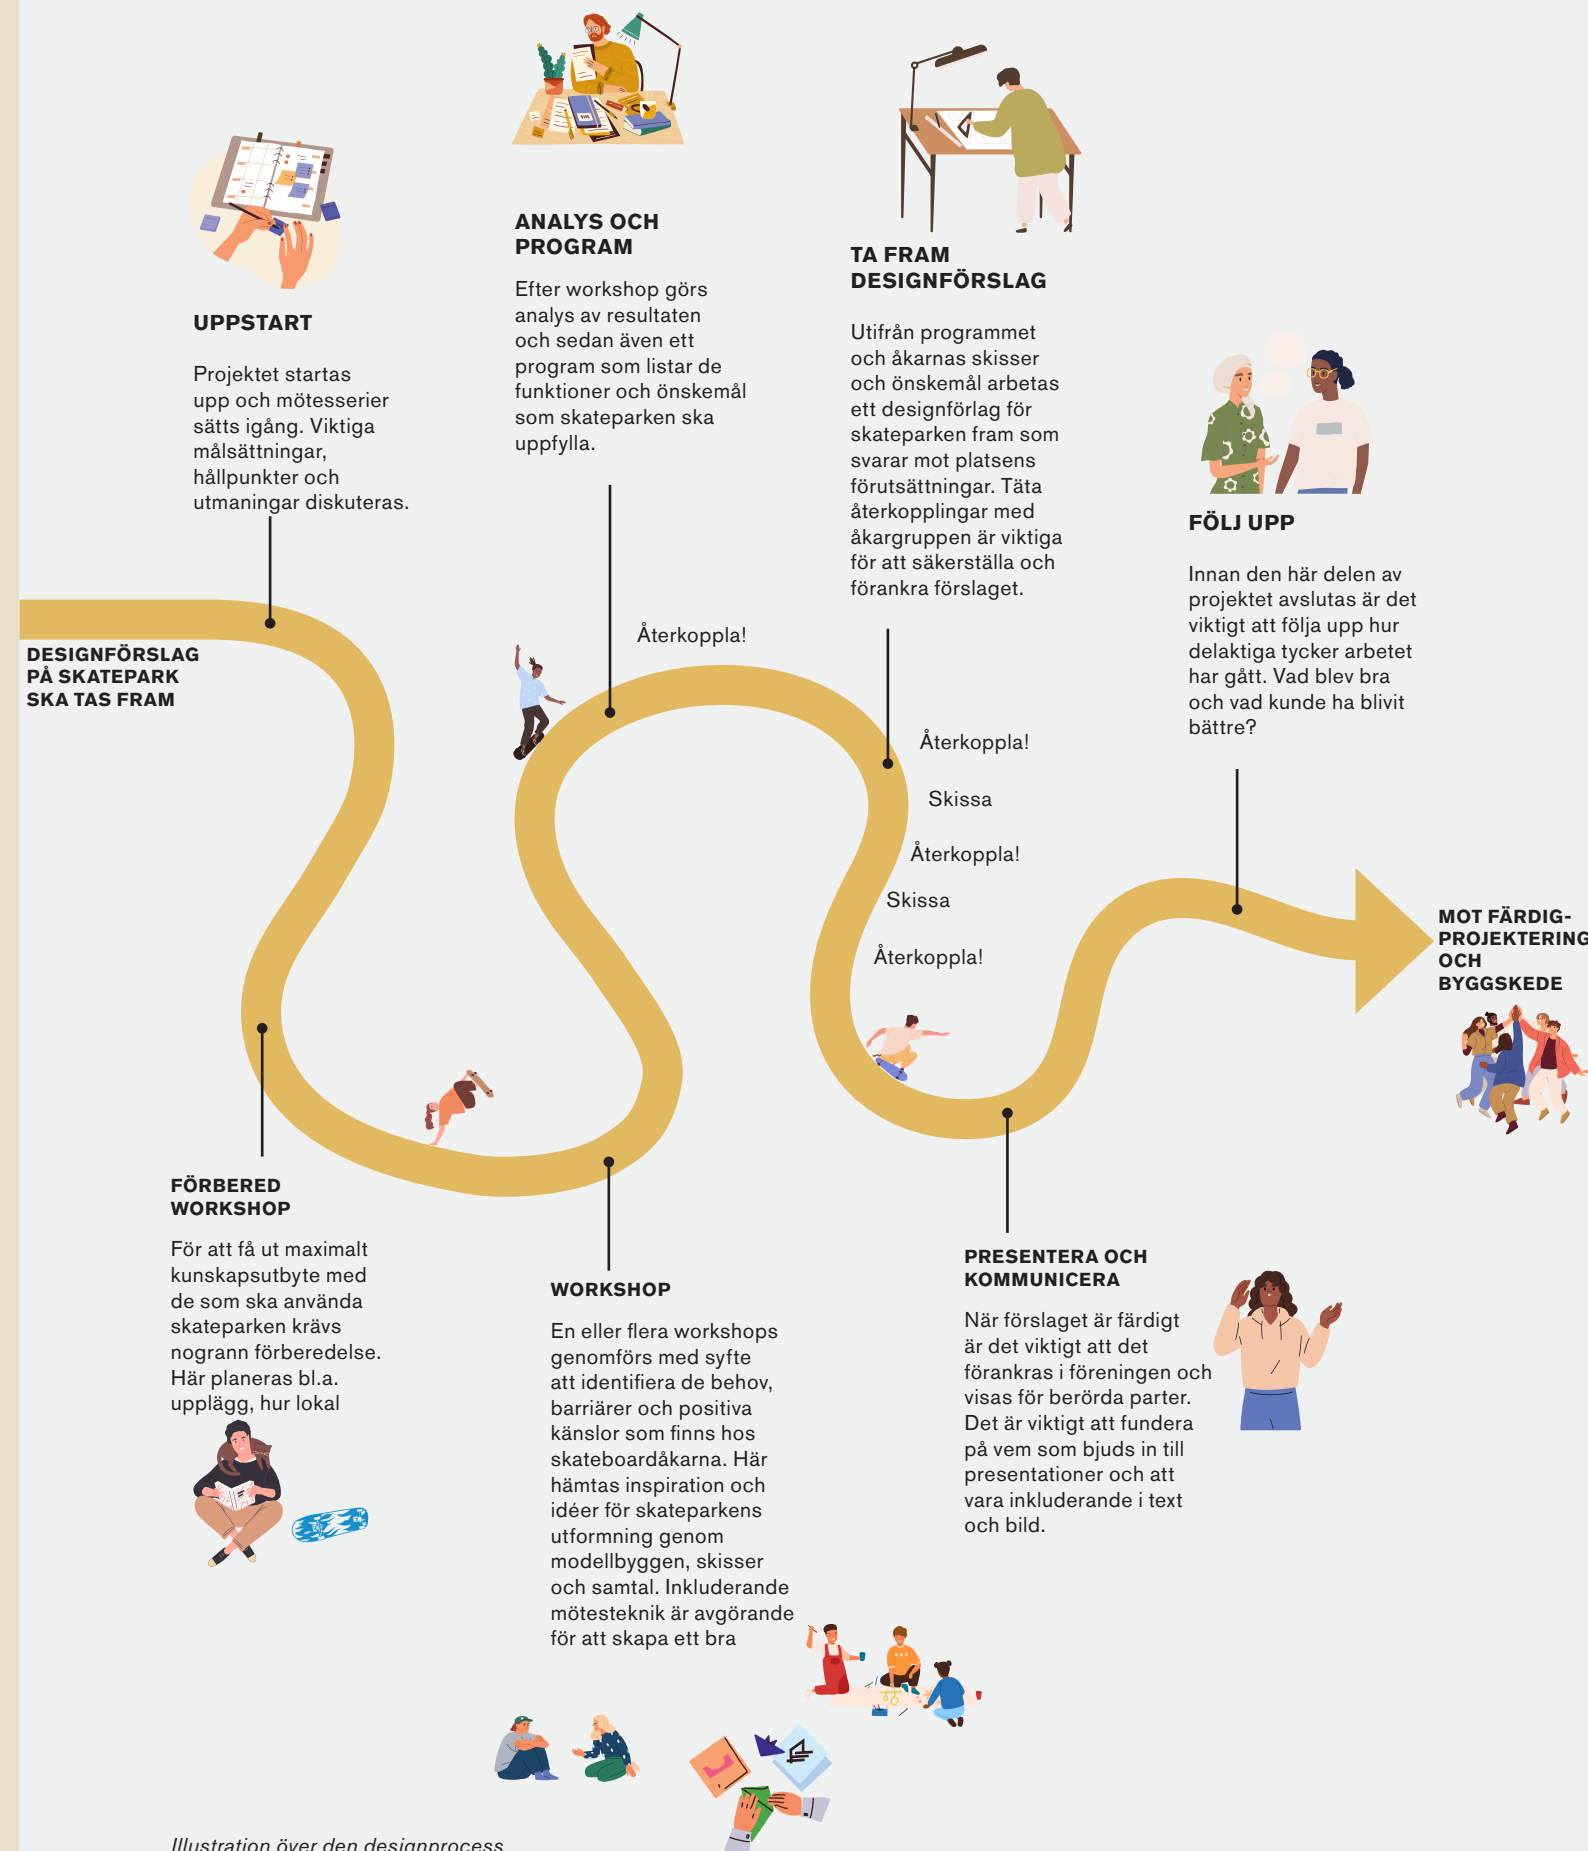 DESIGNFÖRSLAG
PÅ SKATEPARK
SKA TAS FRAM
UPPSTART
Projektet startas
upp och mötesserier
sätts igång. Viktiga
målsättningar,
hållpunkter och
utmaningar diskuteras.
FÖRBERED
WORKSHOP
För att få ut maximalt
kunskapsutbyte med
de som ska använda
skateparken krävs
nogrann förberedelse.
Här planeras bl.a.
upplägg, hur lokal
WORKSHOP
En eller flera workshops
genomförs med syfte
att identifiera de behov,
barriärer och positiva
känslor som finns hos
skateboardåkarna. Här
hämtas inspiration och
idéer för skateparkens
utformning genom
modellbyggen, skisser
och samtal. Inkluderande
mötesteknik är avgörande
för att skapa ett bra
ANALYS OCH
PROGRAM
Efter workshop görs
analys av resultaten
och sedan även ett
program som listar de
funktioner och önskemål
som skateparken ska
uppfylla.
Återkoppla!
TA FRAM
DESIGNFÖRSLAG
Utifrån programmet
och åkarnas skisser
och önskemål arbetas
ett designförlag för
skateparken fram som
svarar mot platsens
förutsättningar. Täta
återkopplingar med
åkargruppen är viktiga
för att säkerställa och
förankra förslaget.
Återkoppla!
Skissa
Återkoppla!
Skissa
Återkoppla!
PRESENTERA OCH
KOMMUNICERA
När förslaget är färdigt
är det viktigt att det
förankras i föreningen och
visas för berörda parter.
Det är viktigt att fundera
på vem som bjuds in till
presentationer och att
vara inkluderande i text
och bild.
FÖLJ UPP
Innan den här delen av
projektet avslutas är det
viktigt att följa upp hur
delaktiga tycker arbetet
har gått. Vad blev bra
och vad kunde ha blivit
bättre?
MOT FÄRDIG-
PROJEKTERING
OCH
BYGGSKEDE
Illustration över den designprocess